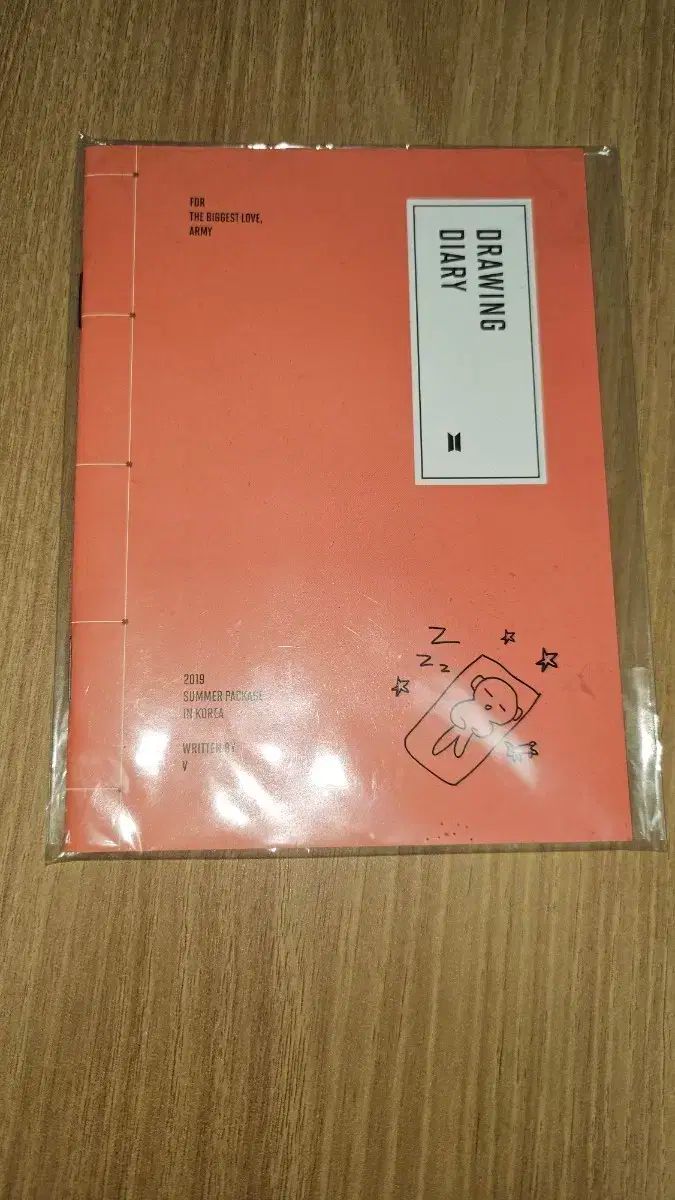 FOR
THE BIGGEST LOVE,
ARMY
DRAWING
DIARY
Z
Z Z
2019
SUMMER PACKAGE
IN KOREA
WRITTEN BY
V